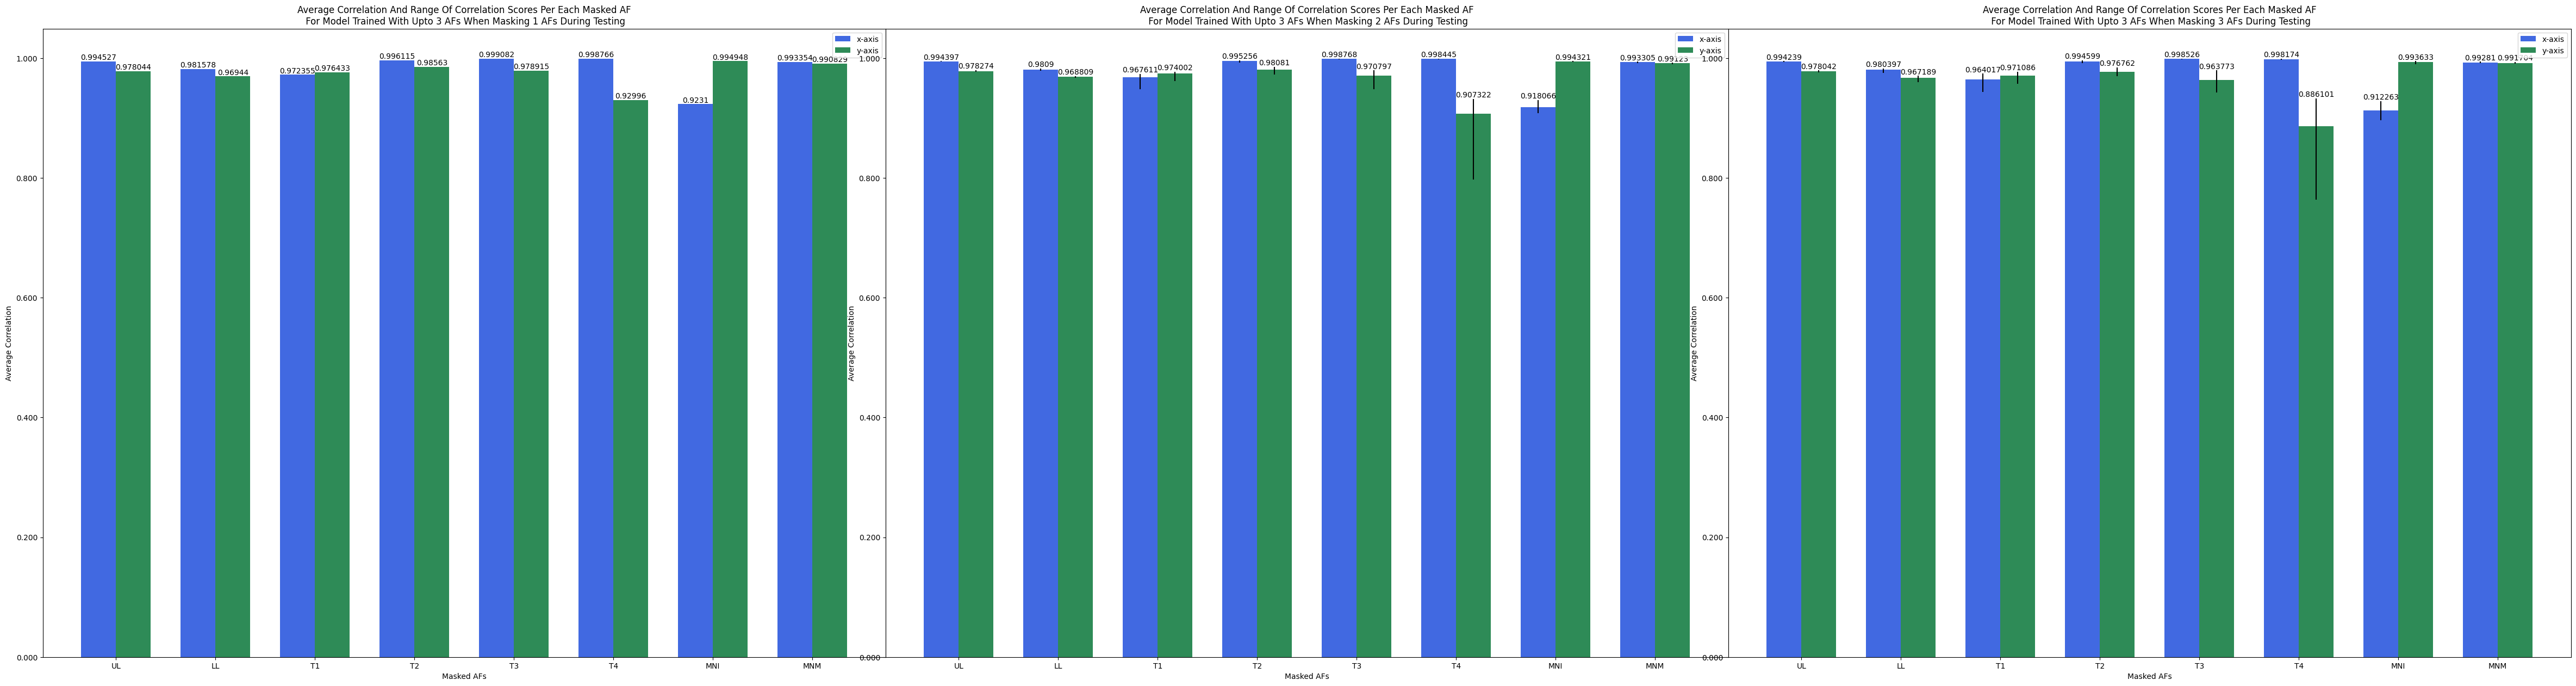 Average Correlation And Range Of Correlation Scores Per Each Masked AF
For Model Trained With Upto 3 AFs When Masking 1 AFs During Testing
x-axis
y-axis
1.000
0.800
0.600
0.400
0.200
0.000
Average Correlation
0.994527
0.978044
0.981578
0.96944
0.972355
0.976433
0.996115
0.98563
0.999082
0.978915
0.998766
0.92996
0.9231
0.994948
0.993354
0.990829
UL
LL
T1
T2
T3
T4
MNI
MNM
Masked AFs
Average Correlation And Range Of Correlation Scores Per Each Masked AF
For Model Trained With Upto 3 AFs When Masking 2 AFs During Testing
x-axis
y-axis
1.000
0.800
0.600
0.400
0.200
0.000
Average Correlation
0.994397
0.978274
0.9809
0.968809
0.967611
0.974002
0.995256
0.98081
0.998768
0.970797
0.998445
0.907322
0.918066
0.994321
0.993305
0.99123
UL
LL
T1
T2
T3
T4
MNI
MNM
Masked AFs
Average Correlation And Range Of Correlation Scores Per Each Masked AF
For Model Trained With Upto 3 AFs When Masking 3 AFs During Testing
x-axis
y-axis
1.000
0.800
0.600
0.400
0.200
0.000
Average Correlation
0.994239
0.978042
0.980397
0.967189
0.964017
0.971086
0.994599
0.976762
0.998526
0.963773
0.998174
0.886101
0.912263
0.993633
0.99281
UL
LL
T1
T2
T3
T4
MNI
MNM
Masked AFs